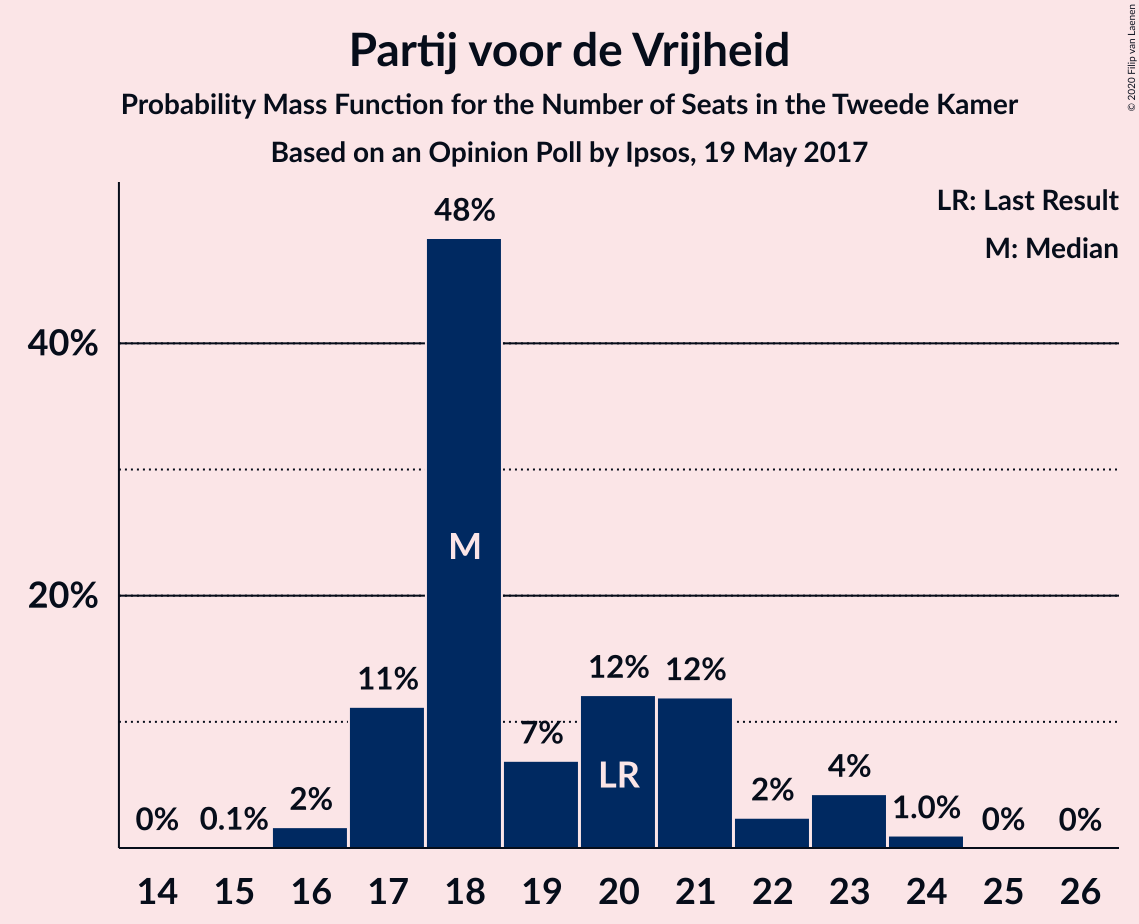 Partij voor de Vrijheid
Probability Mass Function for the Number of Seats in the Tweede Kamer
Based on an Opinion Poll by Ipsos, 19 May 2017
© 2020 Filip van Laenen
LR: Last Result
M: Median
40%
20%
0%
0.1%
2%
11%
48%
7%
12%
12%
2%
4%
1.0%
0%
0%
M
LR
14 15 16 17 18 19 20 21 22 23 24 25 26